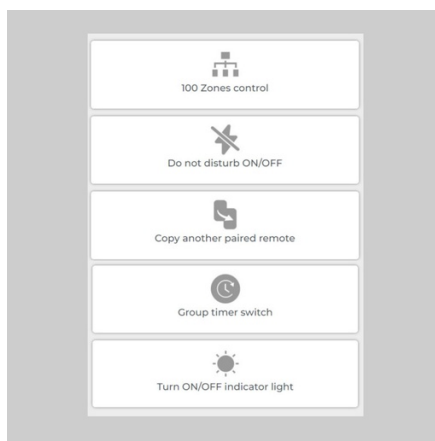 100 Zones control
Do not disturb ON/OFF
Copy another paired remote
Group timer switch
Turn ON/OFF indicator light